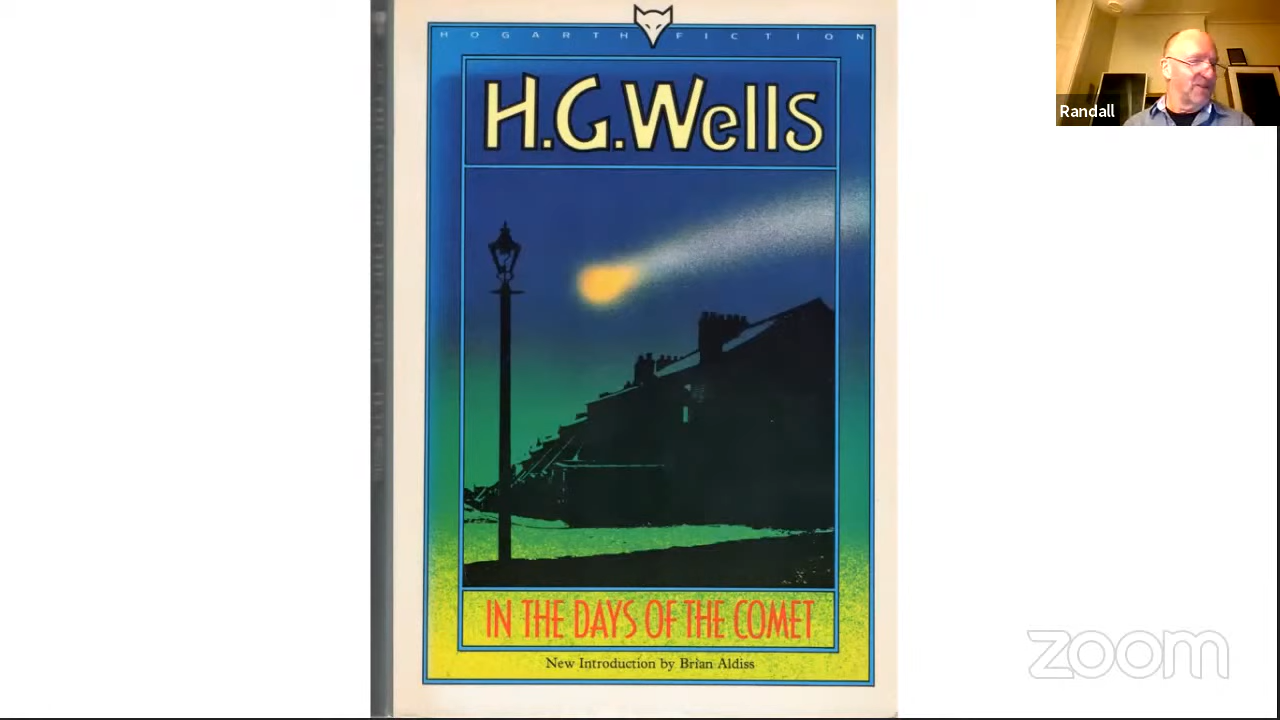 HOGARTH FICTION
H.G.Wells
IN THE DAYS OF THE COMET
New Introduction by Brian Aldiss
Randall
zoom